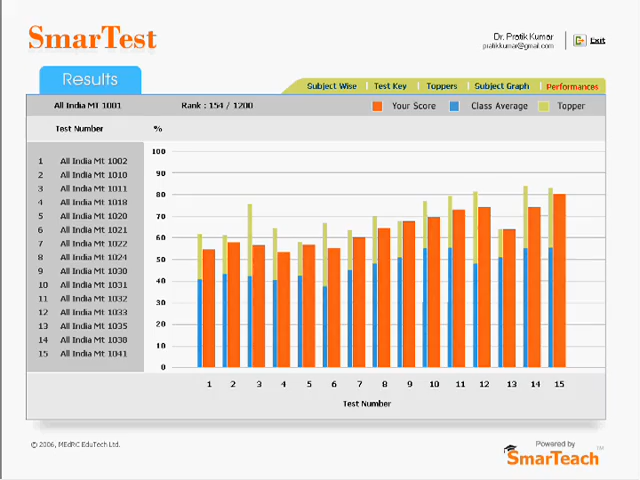 SmarTest
Dr. Pratik Kumar
pratikkumar@gmail.com
Exit
Results
Subject Wise
Test Key
Toppers
Subject Graph
Performances
All India MT 1001
Rank : 154 / 1200
Your Score
Class Average
Topper
Test Number
%
1 All India Mt 1002
2 All India Mt 1010
3 All India Mt 1011
4 All India Mt 1018
5 All India Mt 1020
6 All India Mt 1021
7 All India Mt 1022
8 All India Mt 1024
9 All India Mt 1030
10 All India Mt 1031
11 All India Mt 1032
12 All India Mt 1033
13 All India Mt 1035
14 All India Mt 1038
15 All India Mt 1041
100
90
80
70
60
50
40
30
20
10
0
1 2 3 4 5 6 7 8 9 10 11 12 13 14 15
Test Number
© 2006, MEdRC EduTech Ltd.
Powered by
SmarTeach